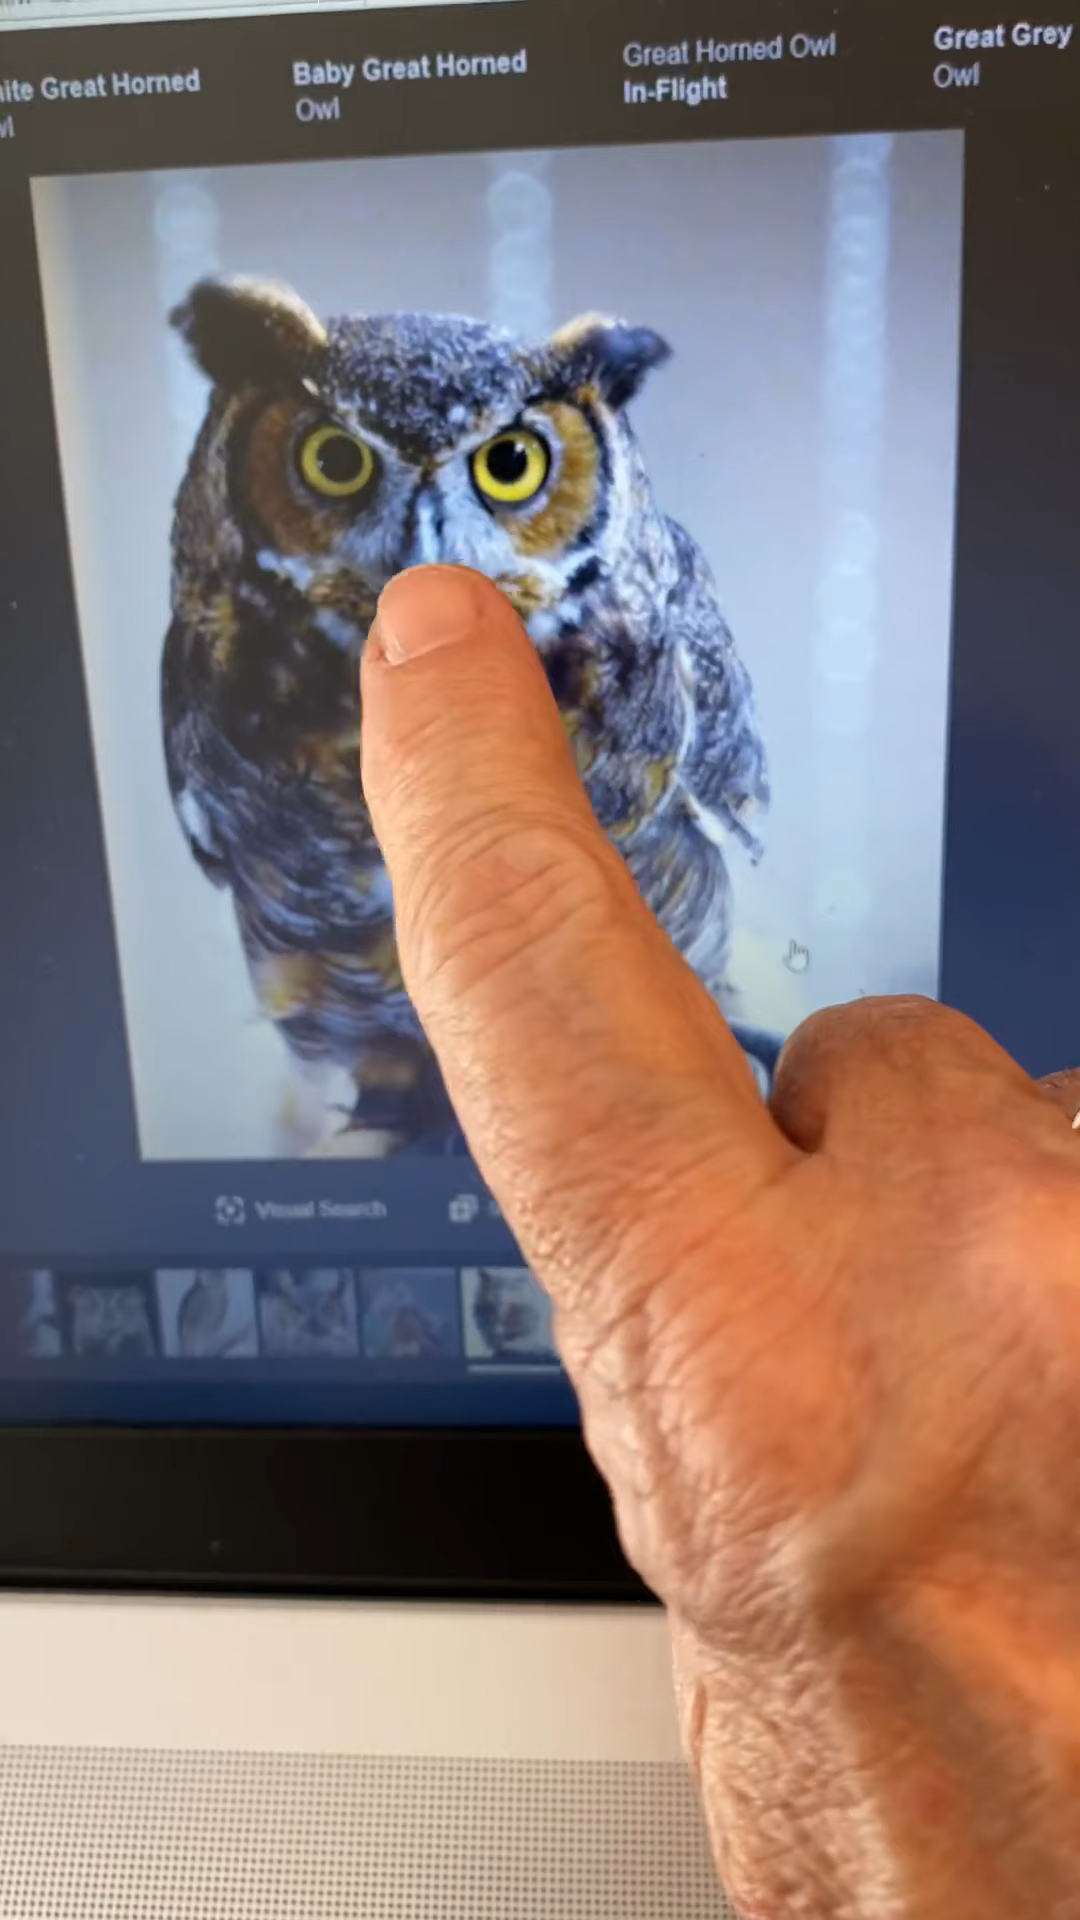 Great Horned
Baby Great Horned
Owl
Great Horned Owl
In-Flight
Great Grey
Owl
Visual Search